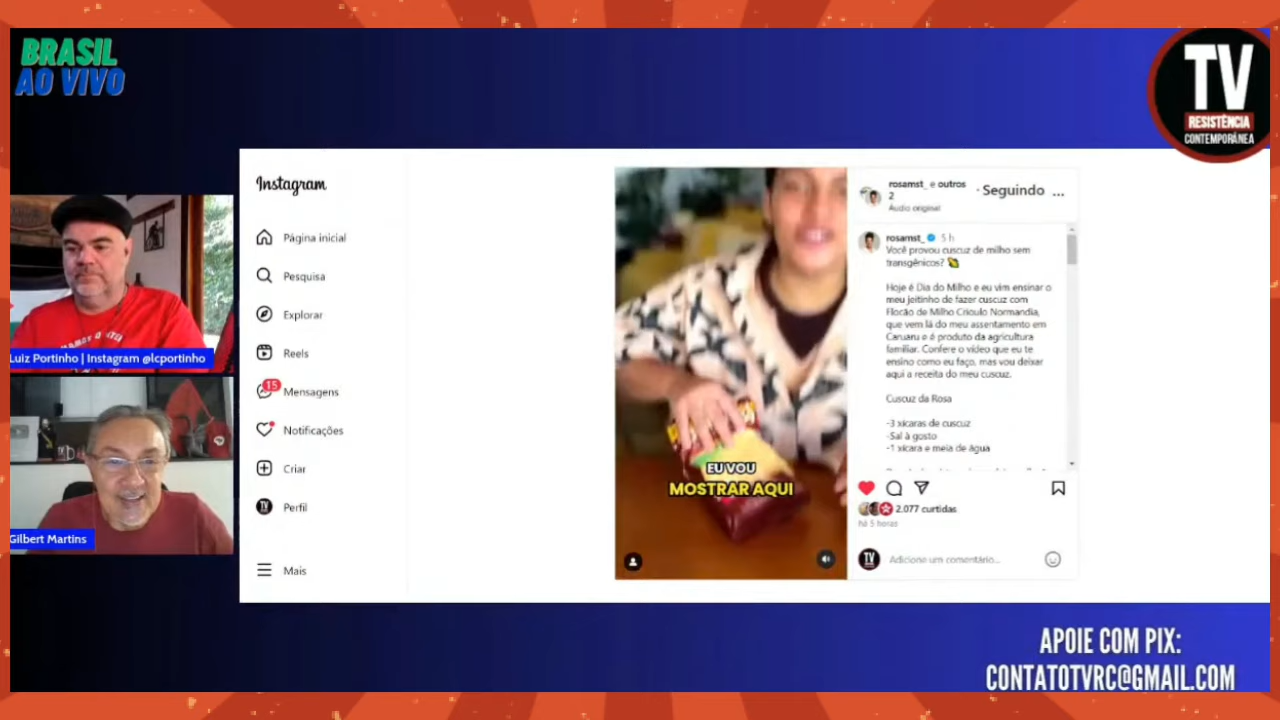 BRASIL
AO VIVO
TV
RESISTÊNCIA
CONTEMPORÂNEA
Luiz Portinho | Instagram @lcportinho
Gilbert Martins
Instagram
Página inicial
Pesquisa
Explorar
Reels
15
Mensagens
Notificações
Criar
TV
Perfil
Mais
EU VOU
MOSTRAR AQUI
rosamst_ e outros
2
· Seguindo ...
Áudio original
rosamst_ 5 h
Você provou cuscuz de milho sem
transgênicos? 🌽
Hoje é Dia do Milho e eu vim ensinar o
meu jeitinho de fazer cuscuz com
Flocão de Milho Crioulo Normandia,
que vem lá do meu assentamento em
Caruaru e é produto da agricultura
familiar. Confere o vídeo que eu te
ensino como eu faço, mas vou deixar
aqui a receita do meu cuscuz.
Cuscuz da Rosa
-3 xícaras de cuscuz
-Sal à gosto
-1 xícara e meia de água
2.077 curtidas
há 5 horas
TV
Adicione um comentário...
APOIE COM PIX:
CONTATOTVRC@GMAIL.COM